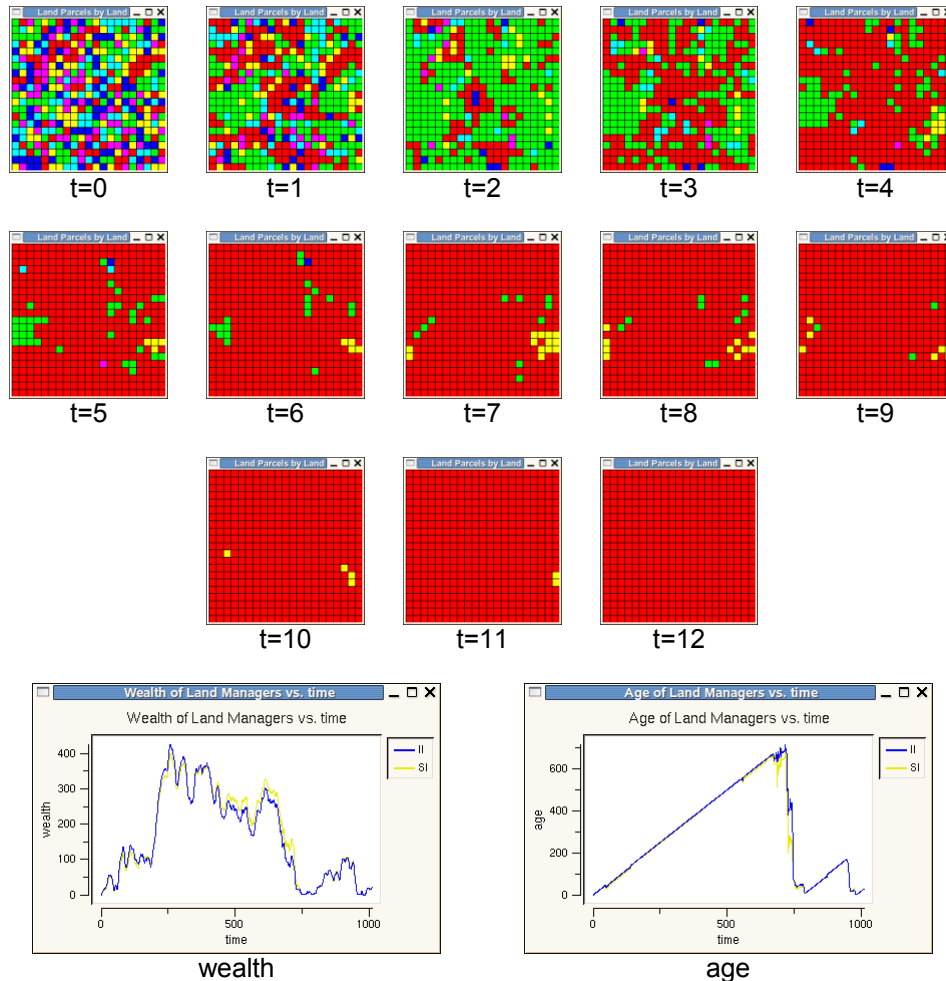 Land Parcels by Land
Land Parcels by Land
Land Parcels by Land
Land Parcels by Land
Land Parcels by Land
t=0
t=1
t=2
t=3
t=4
Land Parcels by Land
Land Parcels by Land
Land Parcels by Land
Land Parcels by Land
Land Parcels by Land
t=5
t=6
t=7
t=8
t=9
Land Parcels by Land
Land Parcels by Land
Land Parcels by Land
t=10
t=11
t=12
Wealth of Land Managers vs. time
Wealth of Land Managers vs. time
II
SI
400
300
200
100
0
wealth
0
500
1000
time
wealth
Age of Land Managers vs. time
Age of Land Managers vs. time
II
SI
600
400
200
0
age
0
500
1000
time
age